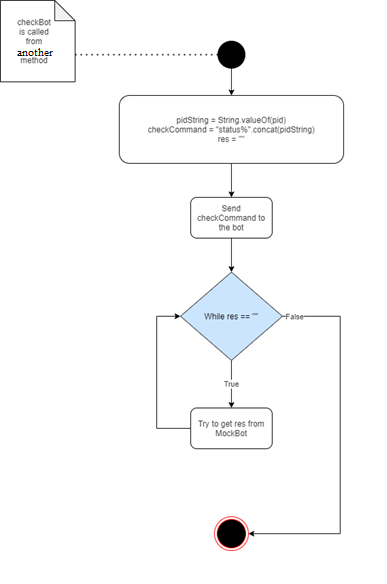 checkBot
is called
from
another
method
pidString = String.valueOf(pid)
checkCommand = "status%".concat(pidString)
res = ""
Send
checkCommand to
the bot
While res == ""
False
True
Try to get res from
MockBot